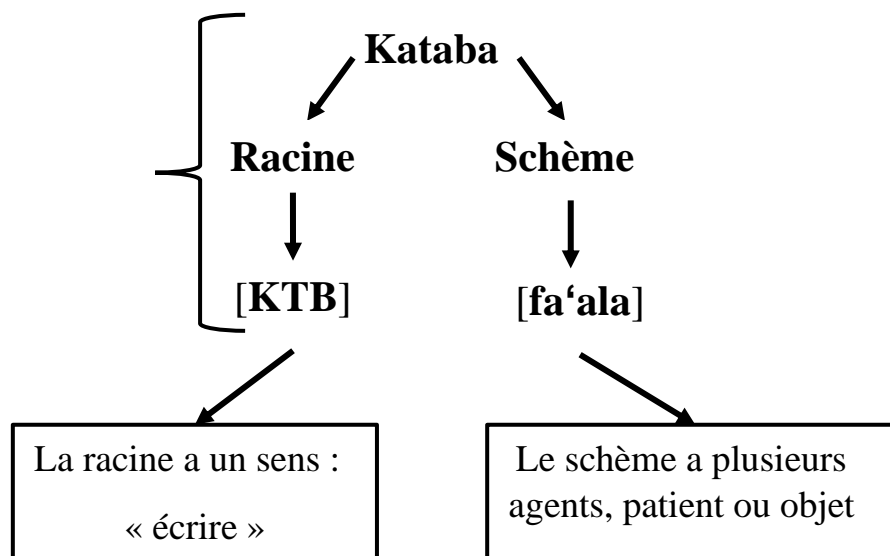 Kataba
Racine
Schème
[KTB]
[fa‘ala]
La racine a un sens :
« écrire »
Le schème a plusieurs
agents, patient ou objet